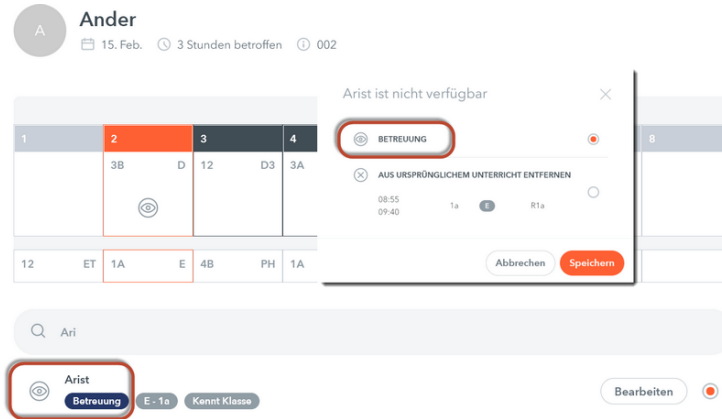 A
Ander
15. Feb. 3 Stunden betroffen 002
Arist ist nicht verfügbar
BETREUUNG
AUS URSPRÜNGLICHEM UNTERRICHT ENTFERNEN
08:55 1a E R1a
09:40
Abbrechen Speichern
1 2 3 4 8
3B D 12 D3 3A
12 ET 1A E 4B PH 1A
Ari
Arist
Betreuung E - 1a Kennt Klasse
Bearbeiten